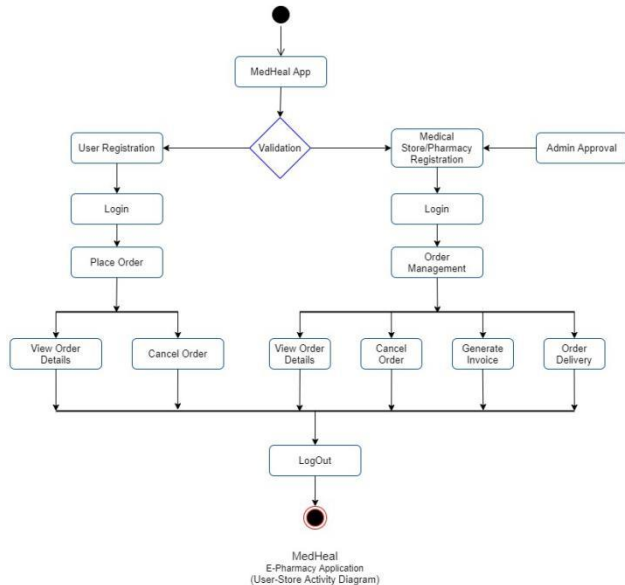 MedHeal App
User Registration
Validation
Medical
Store/Pharmacy
Registration
Admin Approval
Login
Login
Place Order
Order
Management
View Order
Details
Cancel Order
View Order
Details
Cancel
Order
Generate
Invoice
Order
Delivery
LogOut
MedHeal
E-Pharmacy Application
(User-Store Activity Diagram)